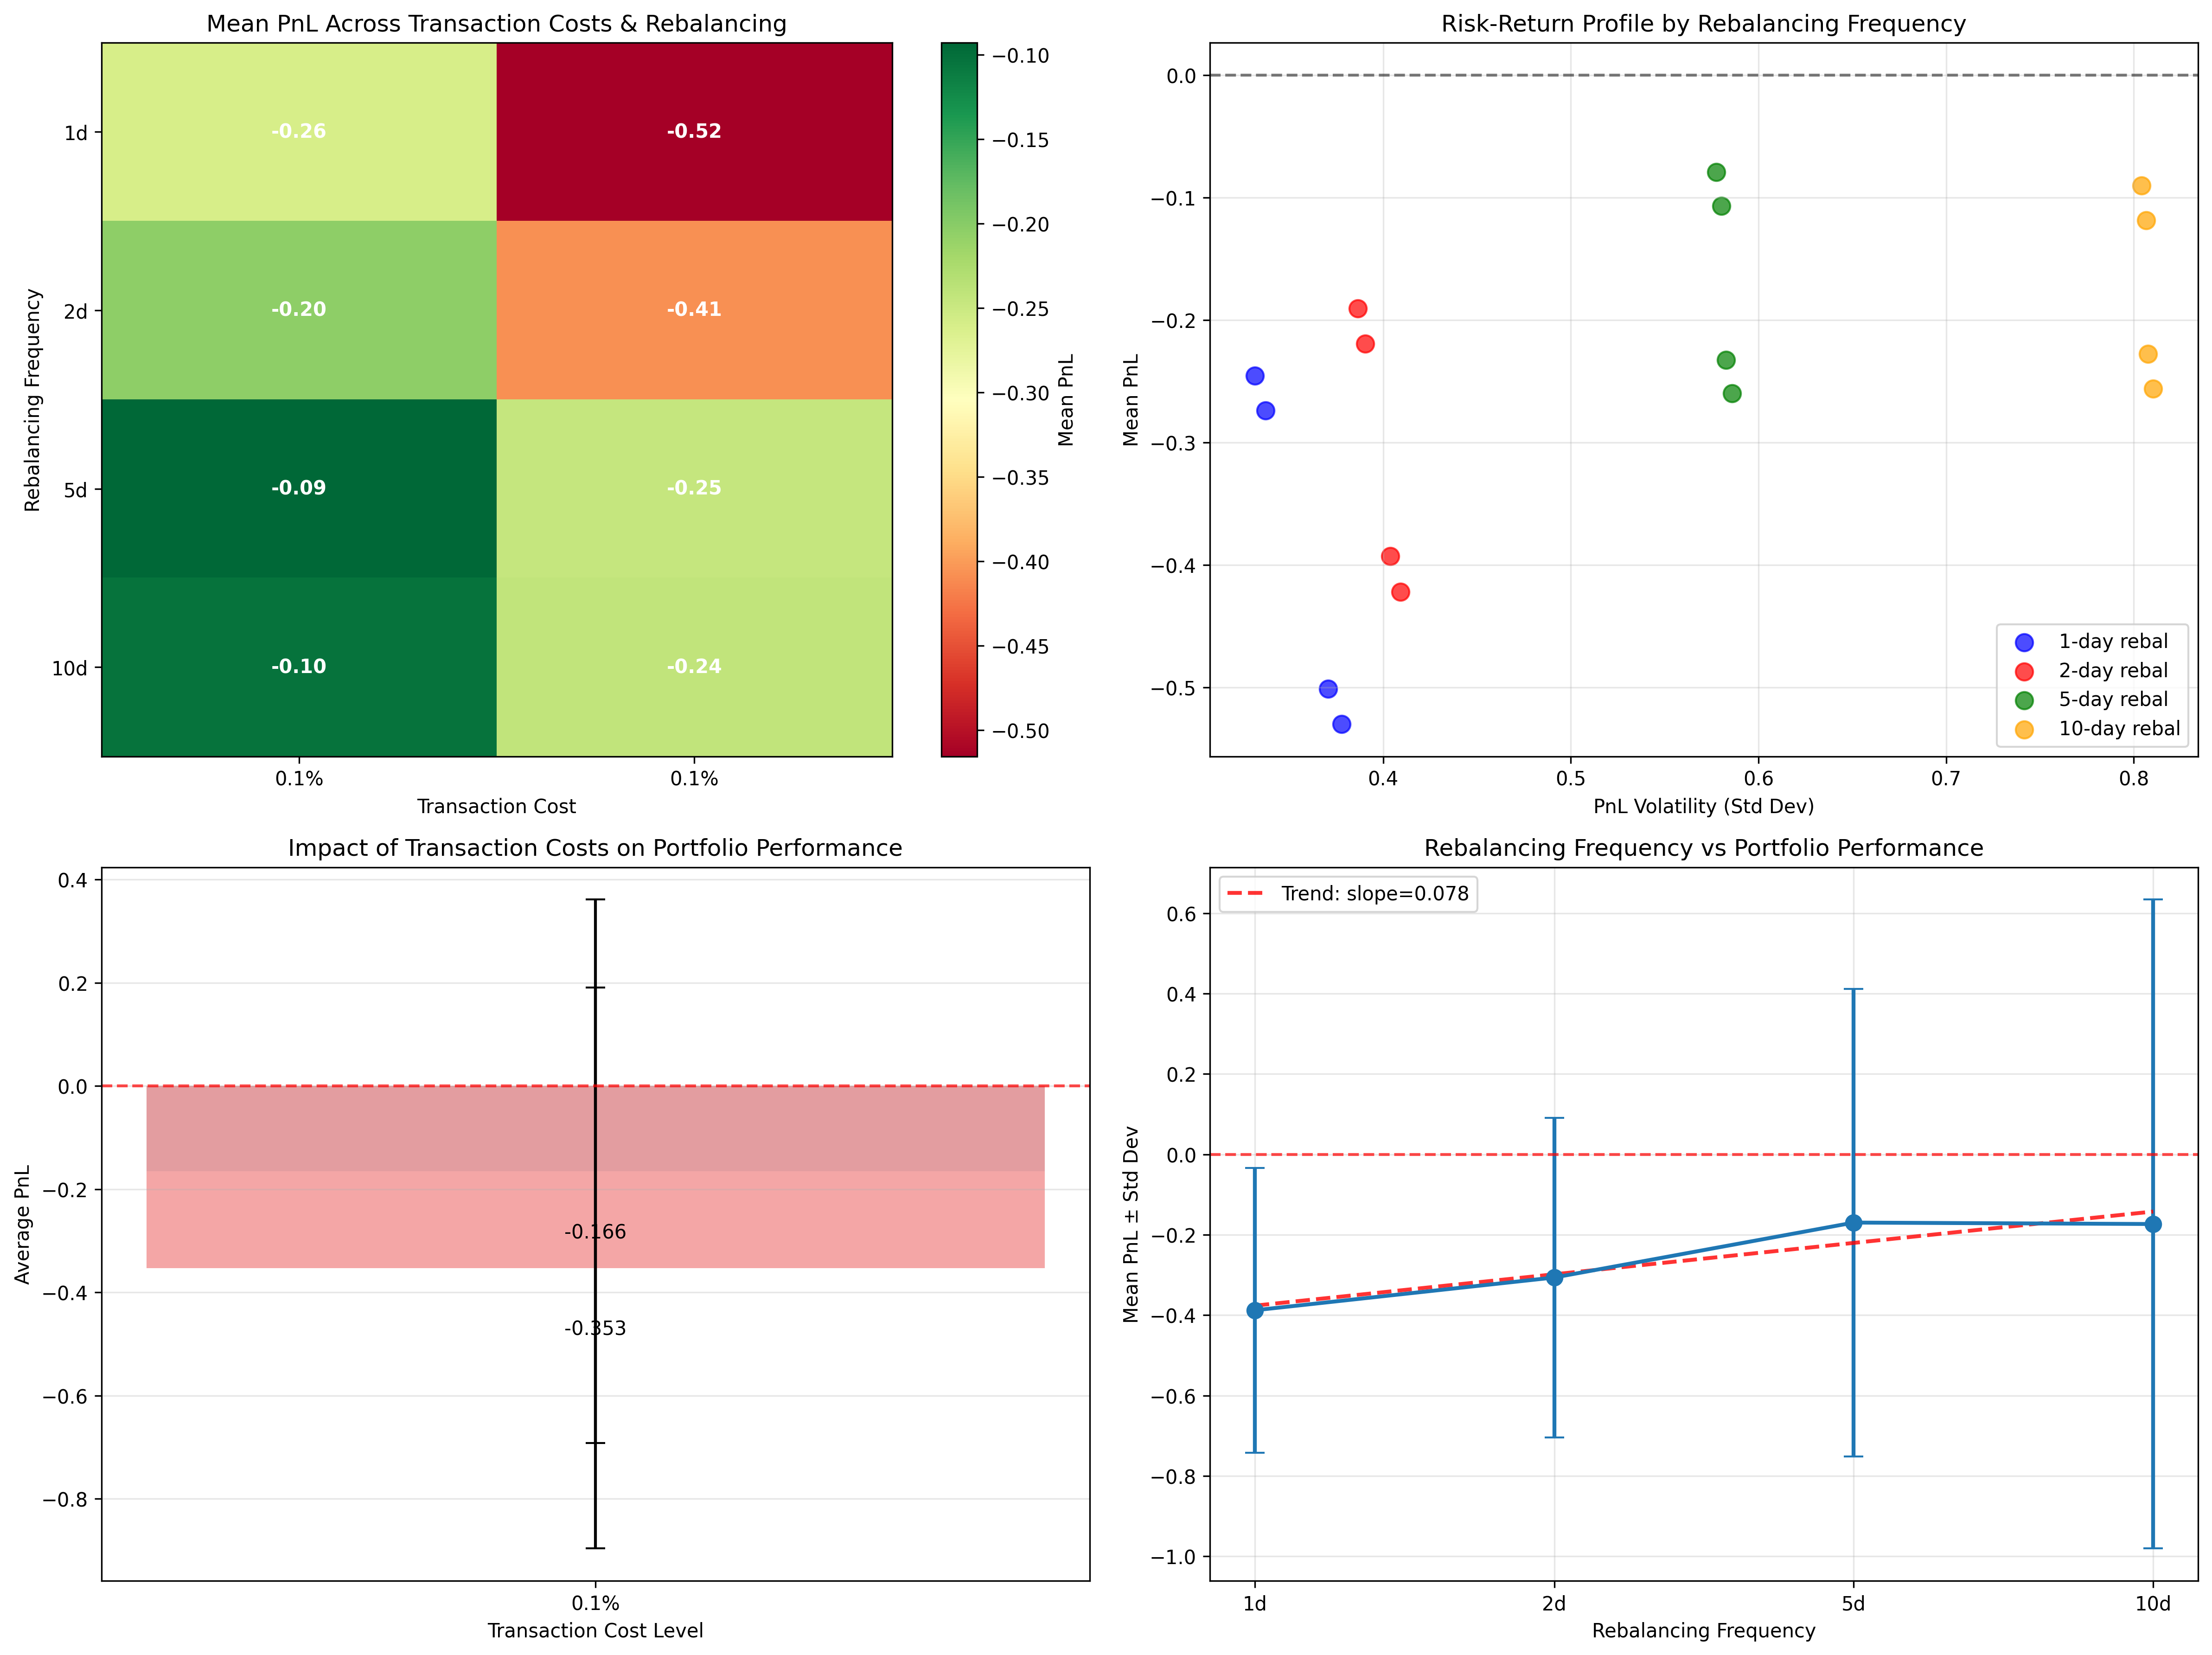 Mean PnL Across Transaction Costs & Rebalancing
Rebalancing Frequency
1d
2d
5d
10d
-0.26
-0.52
-0.20
-0.41
-0.09
-0.25
-0.10
-0.24
0.1%
0.1%
Transaction Cost
−0.10
−0.15
−0.20
−0.25
−0.30
−0.35
−0.40
−0.45
−0.50
Mean PnL
Risk-Return Profile by Rebalancing Frequency
Mean PnL
0.0
−0.1
−0.2
−0.3
−0.4
−0.5
0.4
0.5
0.6
0.7
0.8
PnL Volatility (Std Dev)
1-day rebal
2-day rebal
5-day rebal
10-day rebal
Impact of Transaction Costs on Portfolio Performance
Average PnL
0.4
0.2
0.0
−0.2
−0.4
−0.6
−0.8
-0.166
-0.353
0.1%
Transaction Cost Level
Rebalancing Frequency vs Portfolio Performance
Trend: slope=0.078
Mean PnL ± Std Dev
0.6
0.4
0.2
0.0
−0.2
−0.4
−0.6
−0.8
−1.0
1d
2d
5d
10d
Rebalancing Frequency